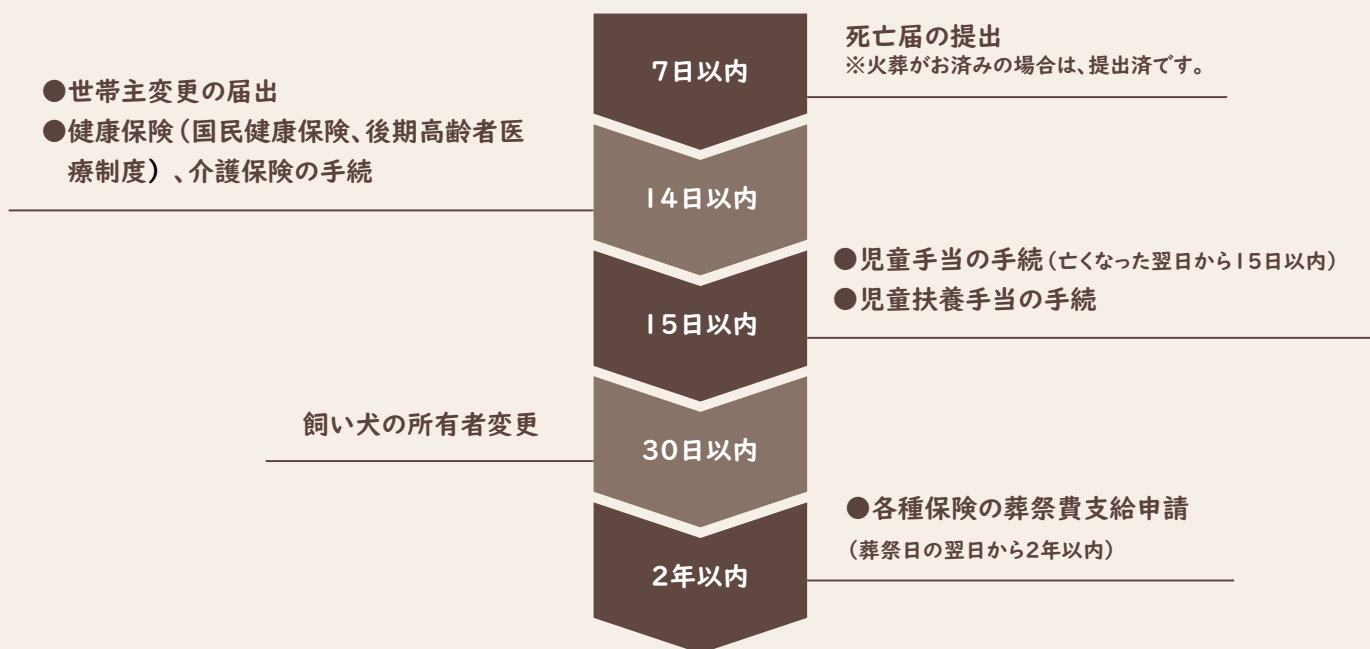 7日以内
死亡届の提出
※火葬がお済みの場合は、提出済です。
●世帯主変更の届出
●健康保険（国民健康保険、後期高齢者医
療制度）、介護保険の手続
14日以内
15日以内
●児童手当の手続（亡くなった翌日から15日以内）
●児童扶養手当の手続
飼い犬の所有者変更
30日以内
2年以内
●各種保険の葬祭費支給申請
（葬祭日の翌日から2年以内）